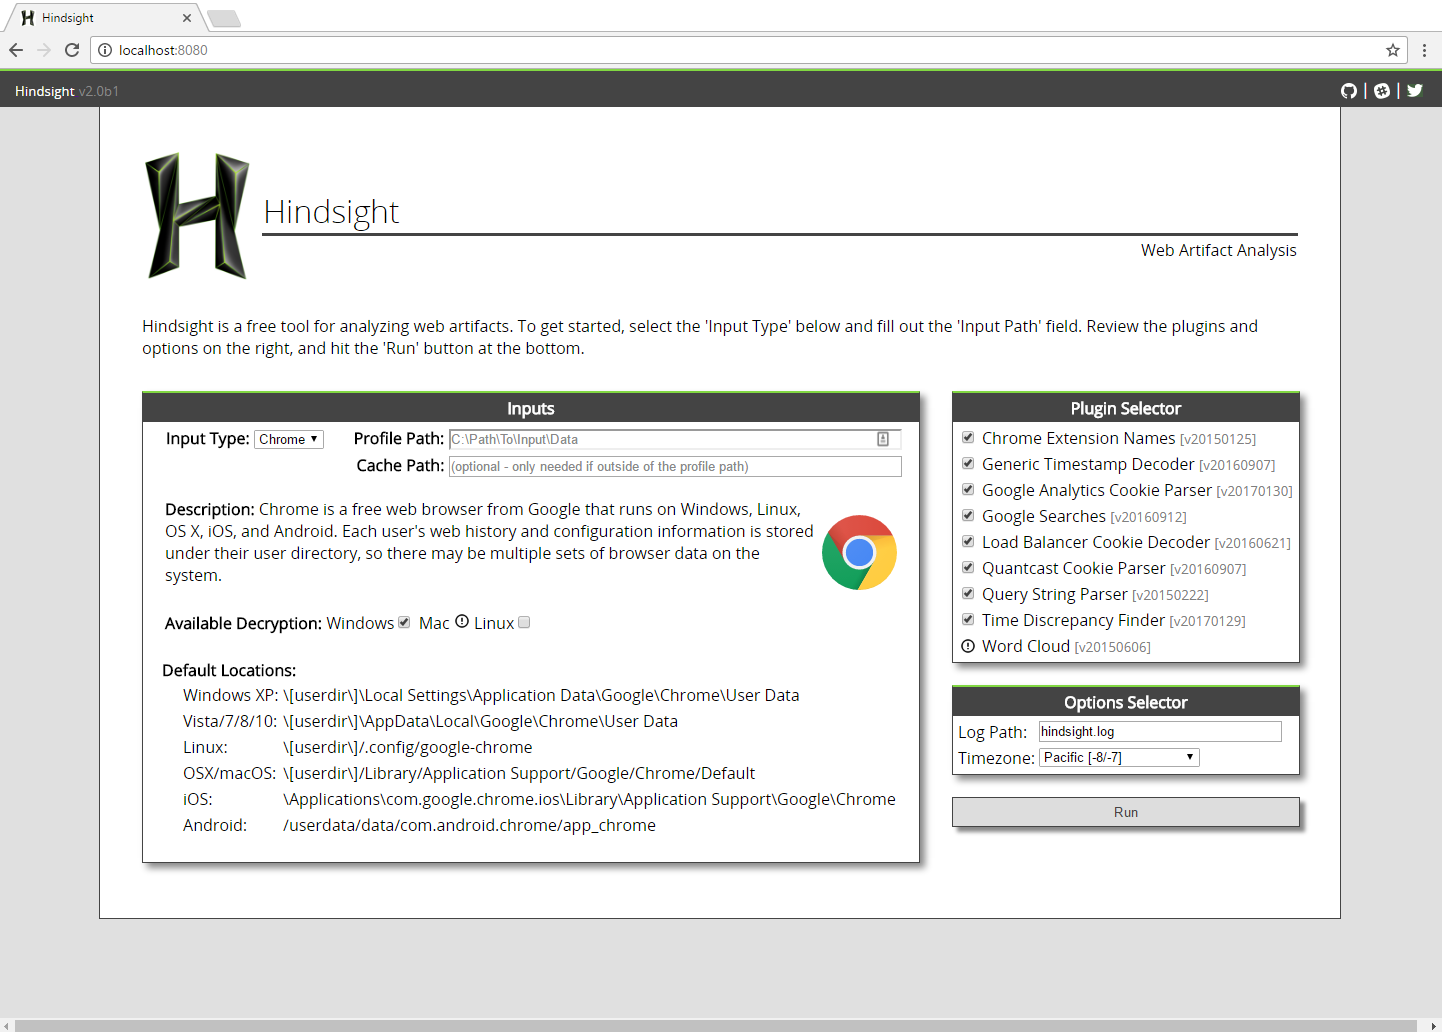 Hindsight
localhost:8080
Hindsight v2.0b1
Hindsight
Web Artifact Analysis
Hindsight is a free tool for analyzing web artifacts. To get started, select the 'Input Type' below and fill out the 'Input Path' field. Review the plugins and
options on the right, and hit the 'Run' button at the bottom.
Inputs
Input Type: Chrome
Profile Path: C:\Path\To\Input\Data
Cache Path: (optional - only needed if outside of the profile path)
Description: Chrome is a free web browser from Google that runs on Windows, Linux,
OS X, iOS, and Android. Each user's web history and configuration information is stored
under their user directory, so there may be multiple sets of browser data on the
system.
Available Decryption: Windows Mac Linux
Default Locations:
Windows XP: \[userdir\]\Local Settings\Application Data\Google\Chrome\User Data
Vista/7/8/10: \[userdir\]\AppData\Local\Google\Chrome\User Data
Linux: \[userdir\]/.config/google-chrome
OSX/macOS: \[userdir\]/Library/Application Support/Google/Chrome/Default
iOS: \Applications\com.google.chrome.ios\Library\Application Support\Google\Chrome
Android: /userdata/data/com.android.chrome/app_chrome
Plugin Selector
Chrome Extension Names [v20150125]
Generic Timestamp Decoder [v20160907]
Google Analytics Cookie Parser [v20170130]
Google Searches [v20160912]
Load Balancer Cookie Decoder [v20160621]
Quantcast Cookie Parser [v20160907]
Query String Parser [v20150222]
Time Discrepancy Finder [v20170129]
Word Cloud [v20150606]
Options Selector
Log Path: hindsight.log
Timezone: Pacific [-8/-7]
Run